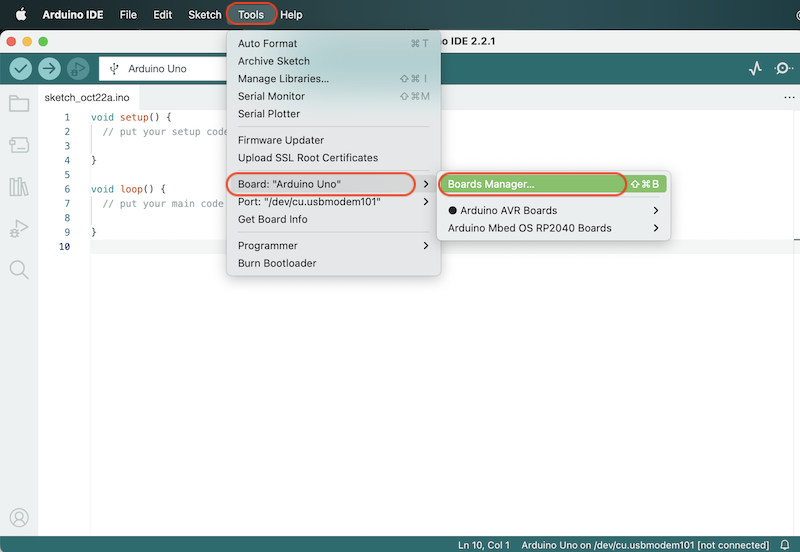 Arduino IDE File Edit Sketch Tools Help
IDE 2.2.1
Arduino Uno
sketch_oct22a.ino
1 void setup() {
2 // put your setup code
3
4 }
5
6 void loop() {
7 // put your main code
8
9 }
10
Auto Format ⌘ T
Archive Sketch
Manage Libraries... ⇧ ⌘ I
Serial Monitor ⇧ ⌘ M
Serial Plotter
Firmware Updater
Upload SSL Root Certificates
Board: "Arduino Uno"
Port: "/dev/cu.usbmodem101"
Get Board Info
Programmer
Burn Bootloader
Boards Manager... ⇧ ⌘ B
Arduino AVR Boards
Arduino Mbed OS RP2040 Boards
Ln 10, Col 1 Arduino Uno on /dev/cu.usbmodem101 [not connected]